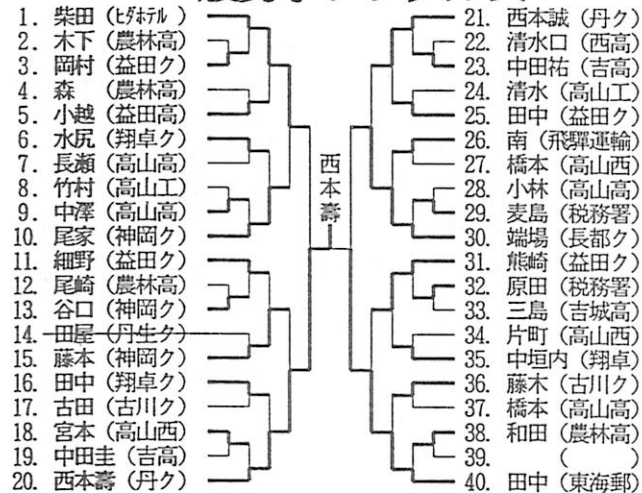 1. 柴田 (ﾋﾀﾞﾎﾃﾙ)
2. 木下 (農林高)
3. 岡村 (益田ク)
4. 森 (農林高)
5. 小越 (益田高)
6. 水尻 (翔卓ク)
7. 長瀬 (高山高)
8. 竹村 (高山工)
9. 中澤 (高山高)
10. 尾家 (神岡ク)
11. 細野 (益田ク)
12. 尾崎 (農林高)
13. 谷口 (神岡ク)
14. 田屋 (丹生ク)
15. 藤本 (神岡ク)
16. 田中 (翔卓ク)
17. 古田 (古川ク)
18. 宮本 (高山西)
19. 中田圭 (吉高)
20. 西本壽 (丹ク)
西本壽
21. 西本誠 (丹ク)
22. 清水口 (西高)
23. 中田祐 (吉高)
24. 清水 (高山工)
25. 田中 (益田ク)
26. 南 (飛騨運輸)
27. 橋本 (高山西)
28. 小林 (高山高)
29. 麦島 (税務署)
30. 端場 (長都ク)
31. 熊崎 (益田ク)
32. 原田 (税務署)
33. 三島 (吉城高)
34. 片町 (高山西)
35. 中垣内 (翔卓)
36. 藤木 (古川ク)
37. 橋本 (高山高)
38. 和田 (農林高)
39. ( )
40. 田中 (東海郵)